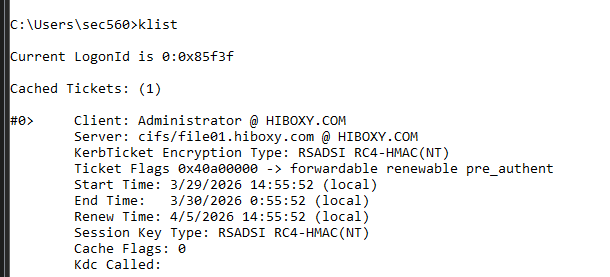 C:\Users\sec560>klist
Current LogonId is 0:0x85f3f
Cached Tickets: (1)
#0> Client: Administrator @ HIBOXY.COM
Server: cifs/file01.hiboxy.com @ HIBOXY.COM
KerbTicket Encryption Type: RSADSI RC4-HMAC(NT)
Ticket Flags 0x40a00000 -> forwardable renewable pre_authent
Start Time: 3/29/2026 14:55:52 (local)
End Time: 3/30/2026 0:55:52 (local)
Renew Time: 4/5/2026 14:55:52 (local)
Session Key Type: RSADSI RC4-HMAC(NT)
Cache Flags: 0
Kdc Called: